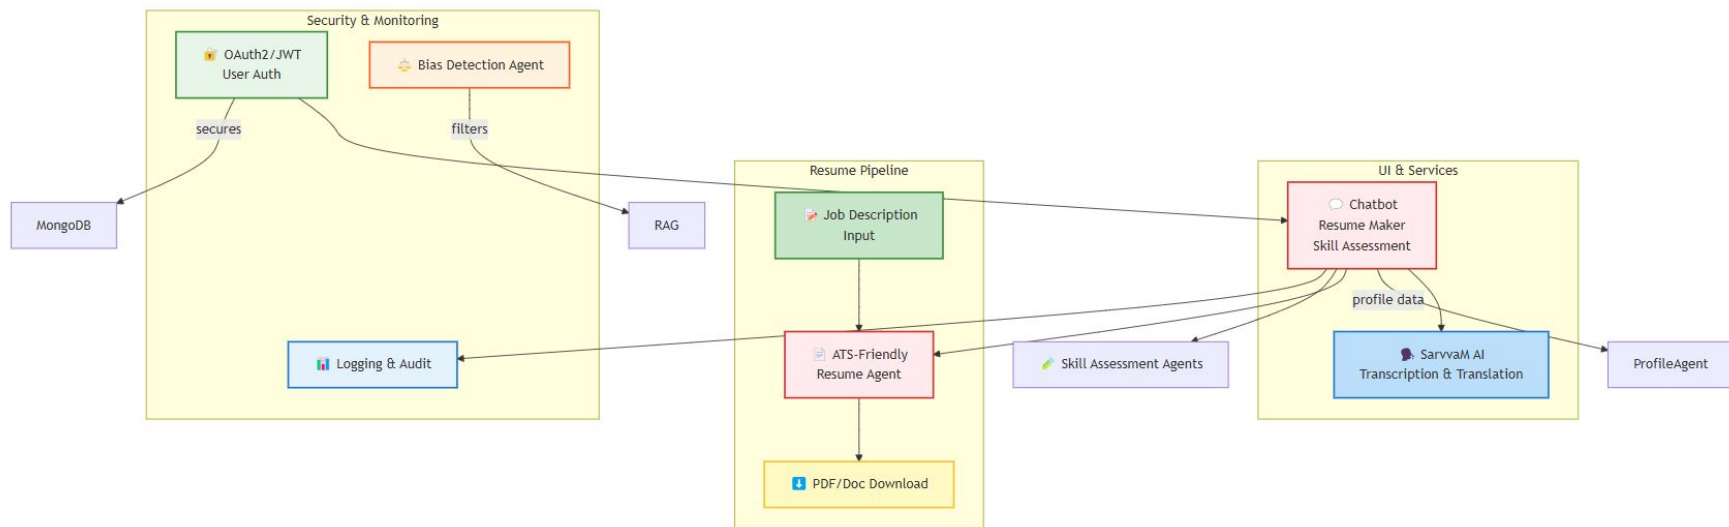 Security & Monitoring
🔐 OAuth2/JWT
User Auth
⚖️ Bias Detection Agent
secures
filters
MongoDB
RAG
📊 Logging & Audit
Resume Pipeline
📝 Job Description
Input
📄 ATS-Friendly
Resume Agent
⬇️ PDF/Doc Download
UI & Services
💬 Chatbot
Resume Maker
Skill Assessment
profile data
🧪 Skill Assessment Agents
🗣️ SarvvaM AI
Transcription & Translation
ProfileAgent